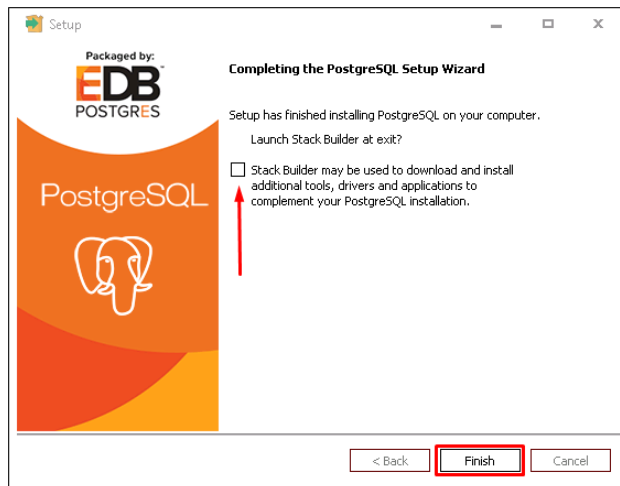 Setup
Packaged by:
EDB
POSTGRES
PostgreSQL
Completing the PostgreSQL Setup Wizard
Setup has finished installing PostgreSQL on your computer.
Launch Stack Builder at exit?
Stack Builder may be used to download and install
additional tools, drivers and applications to
complement your PostgreSQL installation.
< Back
Finish
Cancel